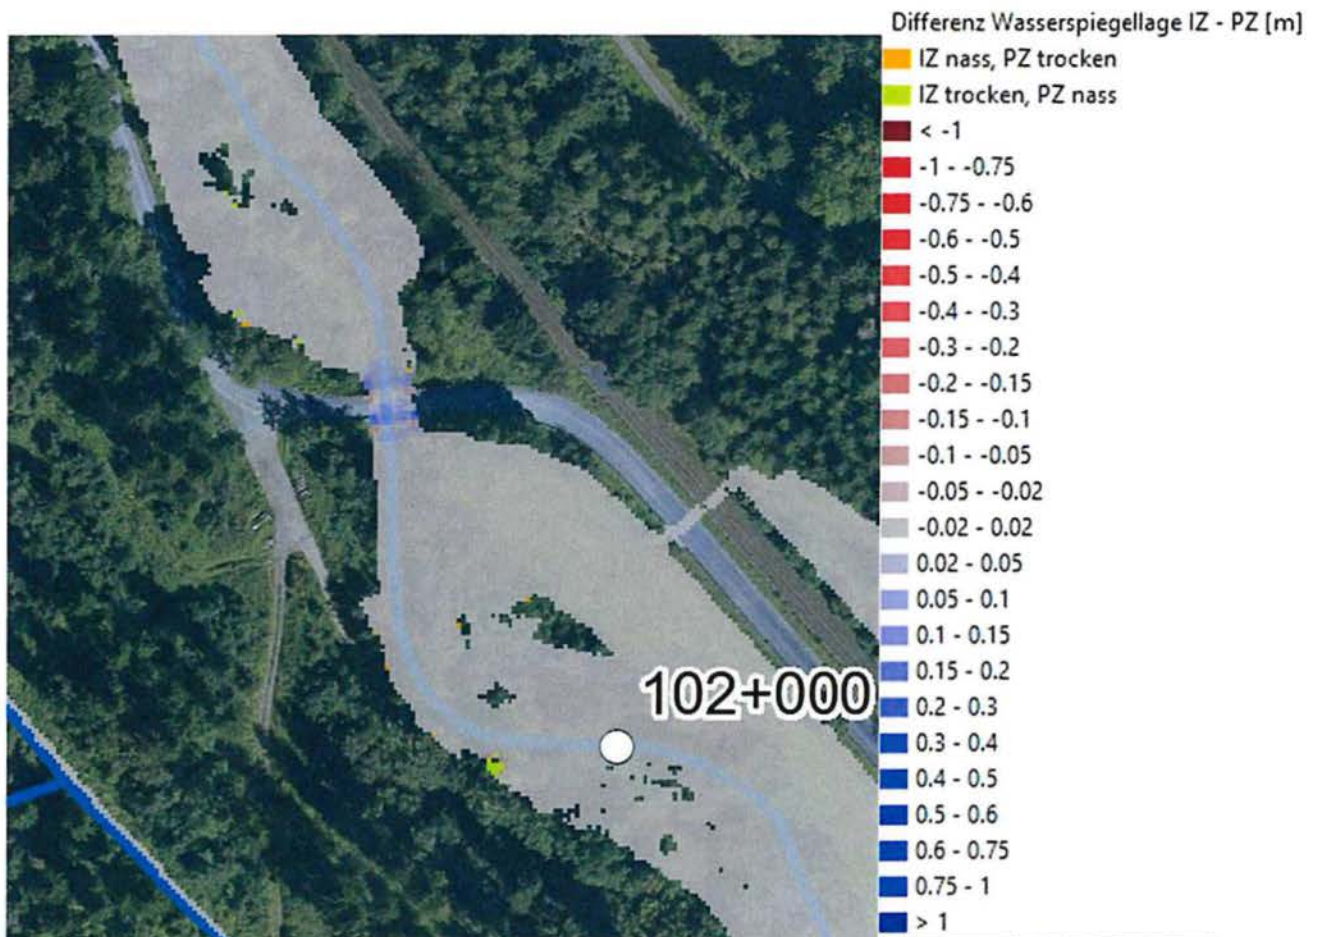 Differenz Wasserspiegellage IZ - PZ [m]
IZ nass, PZ trocken
IZ trocken, PZ nass
< -1
-1 - -0.75
-0.75 - -0.6
-0.6 - -0.5
-0.5 - -0.4
-0.4 - -0.3
-0.3 - -0.2
-0.2 - -0.15
-0.15 - -0.1
-0.1 - -0.05
-0.05 - -0.02
-0.02 - 0.02
0.02 - 0.05
0.05 - 0.1
0.1 - 0.15
0.15 - 0.2
0.2 - 0.3
0.3 - 0.4
0.4 - 0.5
0.5 - 0.6
0.6 - 0.75
0.75 - 1
> 1
102+000